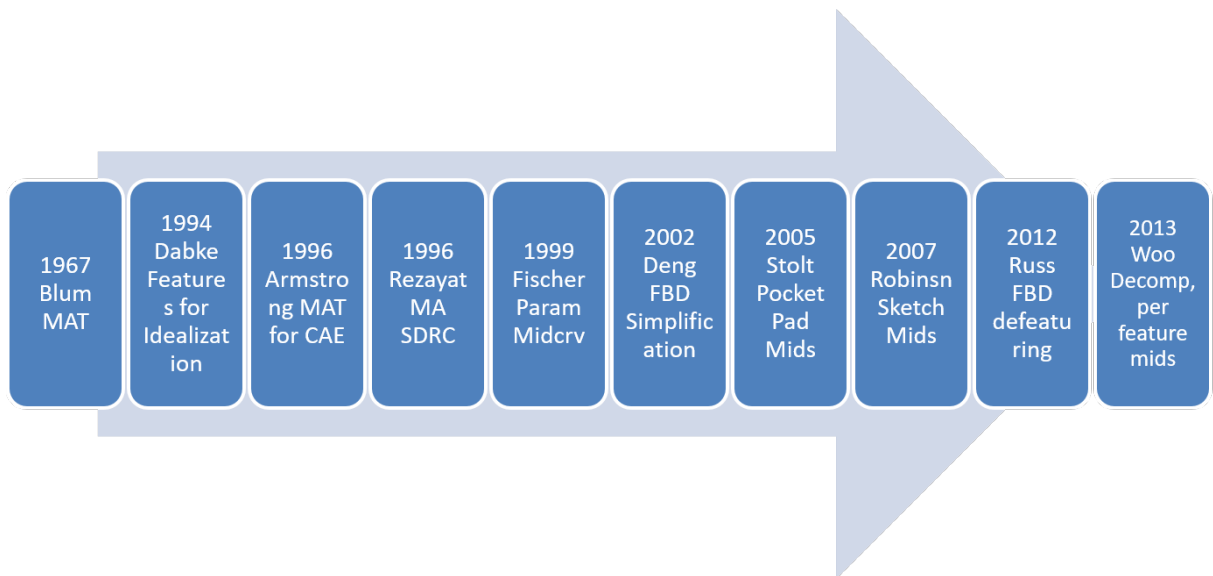 1967
Blum
MAT
1994
Dabke
Feature
s for
Idealizat
ion
1996
Armstro
ng MAT
for CAE
1996
Rezayat
MA
SDRC
1999
Fischer
Param
Midcrv
2002
Deng
FBD
Simplific
ation
2005
Stolt
Pocket
Pad
Mids
2007
Robinsn
Sketch
Mids
2012
Russ
FBD
defeatu
ring
2013
Woo
Decomp,
per
feature
mids